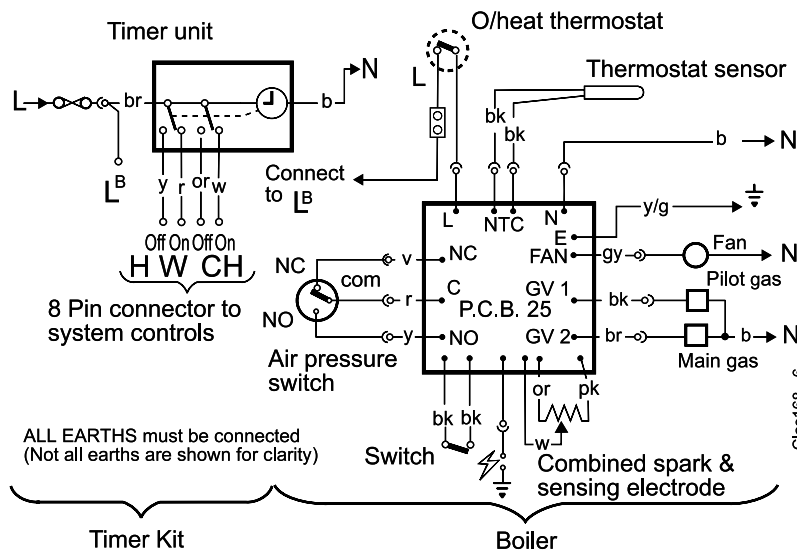 O/heat thermostat
Timer unit
L
N
Thermostat sensor
L
br
b
bk
bk
b
N
Connect
to LB
LB
y
r
or
w
L
NTC
N
y/g
E
Off On Off On
H W CH
NC
v
NC
FAN
gy
Fan
N
com
Pilot gas
8 Pin connector to
system controls
r
C
GV 1
bk
P.C.B. 25
NO
y
NO
GV 2
br
b
N
Air pressure
switch
Main gas
or
pk
bk
bk
w
ALL EARTHS must be connected
(Not all earths are shown for clarity)
Switch
Combined spark &
sensing electrode
Timer Kit
Boiler